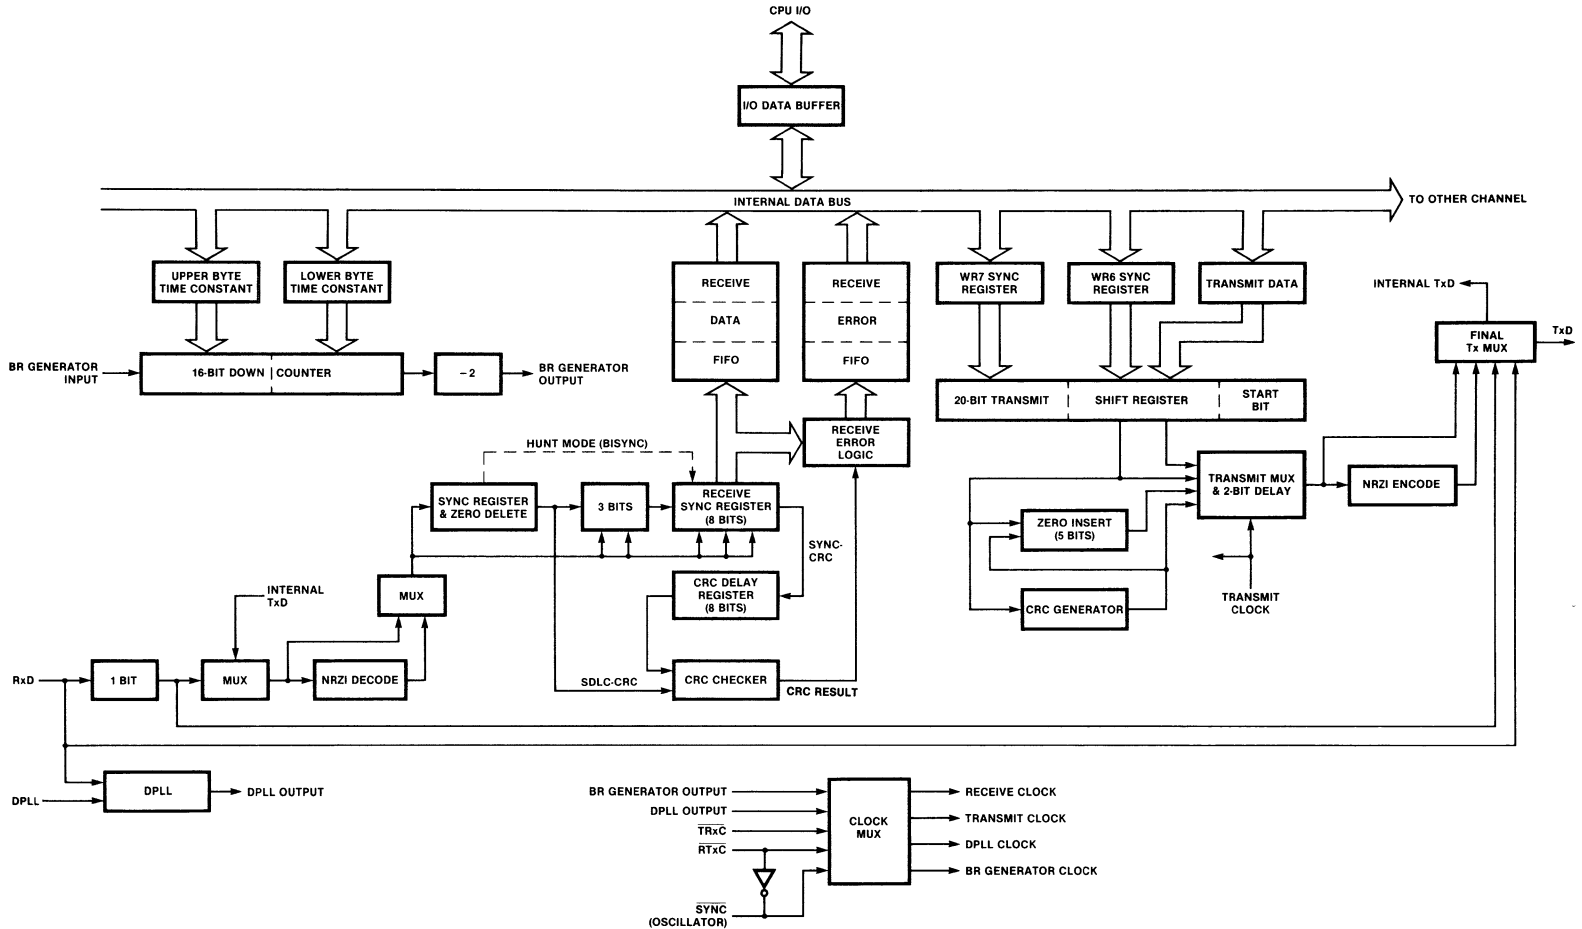 CPU I/O
I/O DATA BUFFER
INTERNAL DATA BUS
TO OTHER CHANNEL
UPPER BYTE
TIME CONSTANT
LOWER BYTE
TIME CONSTANT
RECEIVE
DATA
FIFO
RECEIVE
ERROR
FIFO
WR7 SYNC
REGISTER
WR6 SYNC
REGISTER
TRANSMIT DATA
INTERNAL TxD
FINAL
Tx MUX
TxD
BR GENERATOR
INPUT
16-BIT DOWN COUNTER
−2
BR GENERATOR
OUTPUT
20-BIT TRANSMIT
SHIFT REGISTER
START
BIT
RECEIVE
ERROR
LOGIC
HUNT MODE (BISYNC)
SYNC REGISTER
& ZERO DELETE
3 BITS
RECEIVE
SYNC REGISTER
(8 BITS)
TRANSMIT MUX
& 2-BIT DELAY
NRZI ENCODE
ZERO INSERT
(5 BITS)
SYNC-
CRC
CRC DELAY
REGISTER
(8 BITS)
MUX
INTERNAL
TxD
CRC GENERATOR
TRANSMIT
CLOCK
RxD
1 BIT
MUX
NRZI DECODE
SDLC-CRC
CRC CHECKER
CRC RESULT
DPLL
DPLL
DPLL OUTPUT
BR GENERATOR OUTPUT
DPLL OUTPUT
TRxC
RTxC
SYNC
(OSCILLATOR)
CLOCK
MUX
RECEIVE CLOCK
TRANSMIT CLOCK
DPLL CLOCK
BR GENERATOR CLOCK